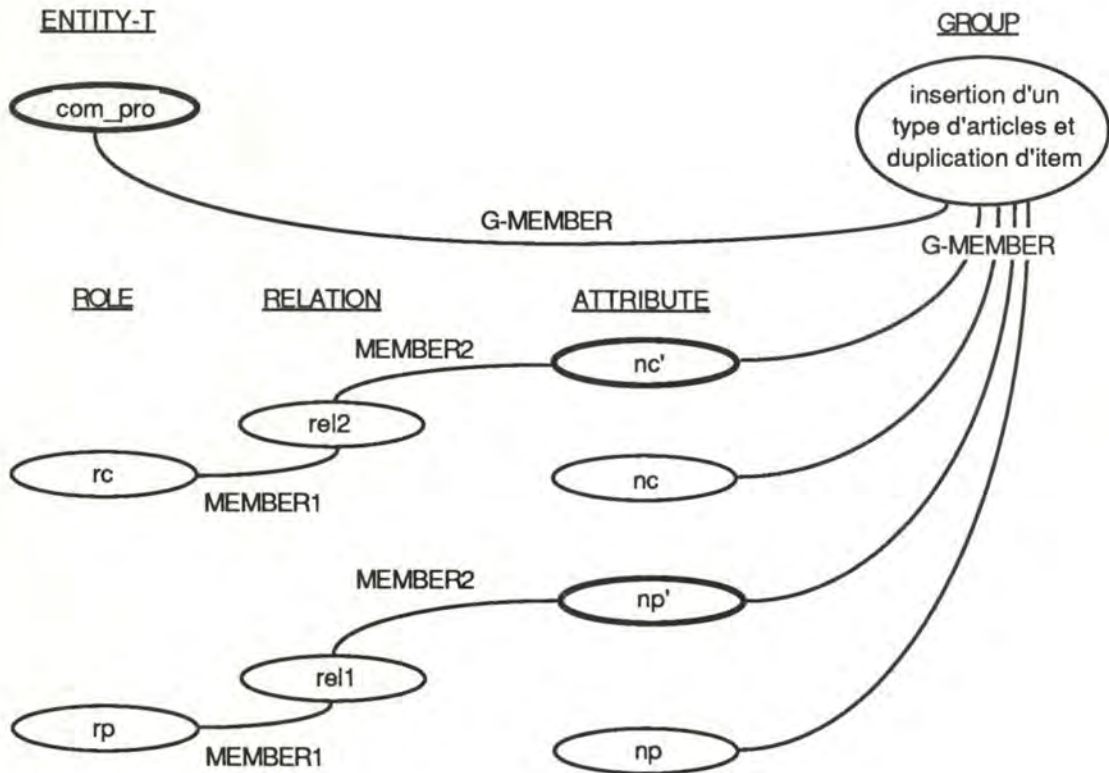 ENTITY-T
GROUP
com_pro
insertion d'un
type d'articles et
duplication d'item
G-MEMBER
G-MEMBER
ROLE
RELATION
ATTRIBUTE
MEMBER2
nc'
rel2
rc
nc
MEMBER1
MEMBER2
np'
rel1
rp
np
MEMBER1